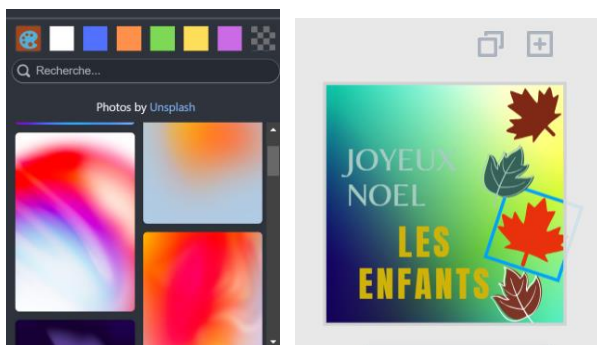 Recherche...
Photos by Unsplash
JOYEUX
NOEL
LES
ENFANTS